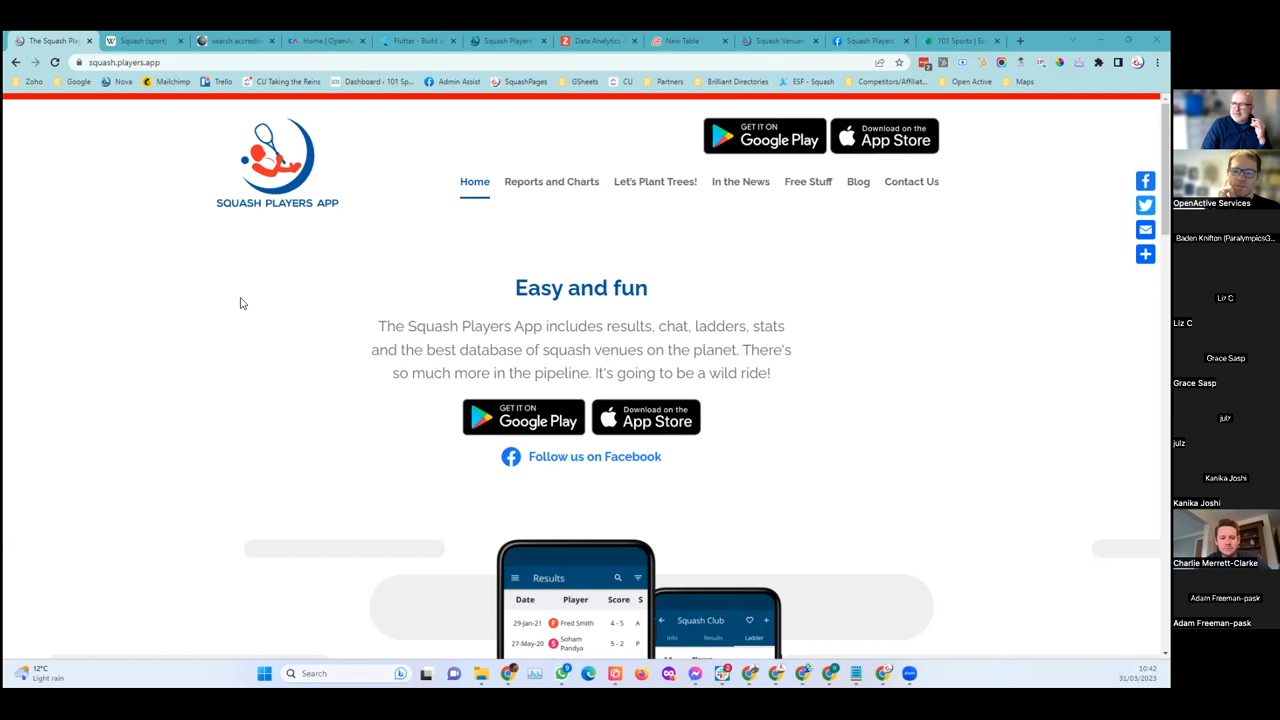 The Squash Pla
Squash (sport)
search accredou
Home | OpenA
Flutter - Build a
Squash Players
Data Analytics
New Table
Squash Venues
Squash Players
101 Sports | Ed
squash.players.app
Zoho
Google
Nova
Mailchimp
Trello
CU Taking the Reins
Dashboard › 101 Sp...
Admin Assist
SquashPages
GSheets
CU
Partners
Brilliant Directories
ESF - Squash
Competitors/Affiliat...
Open Active
Maps
GET IT ON
Google Play
Download on the
App Store
SQUASH PLAYERS APP
Home
Reports and Charts
Let's Plant Trees!
In the News
Free Stuff
Blog
Contact Us
Easy and fun
The Squash Players App includes results, chat, ladders, stats
and the best database of squash venues on the planet. There's
so much more in the pipeline. It's going to be a wild ride!
GET IT ON
Google Play
Download on the
App Store
Follow us on Facebook
Results
Date Player Score S
29-Jan-21 F Fred Smith 4 - 5 A
27-May-20 S Soham Pandya 5 - 2 P
Squash Club
Info Results Ladder
OpenActive Services
Baden Knifton (ParalympicsG...
Liz C
Liz C
Grace Sasp
Grace Sasp
julz
julz
Kanika Joshi
Kanika Joshi
Charlie Merrett-Clarke
Adam Freeman-pask
Adam Freeman-pask
12°C
Light rain
Search
10:42
31/03/2023